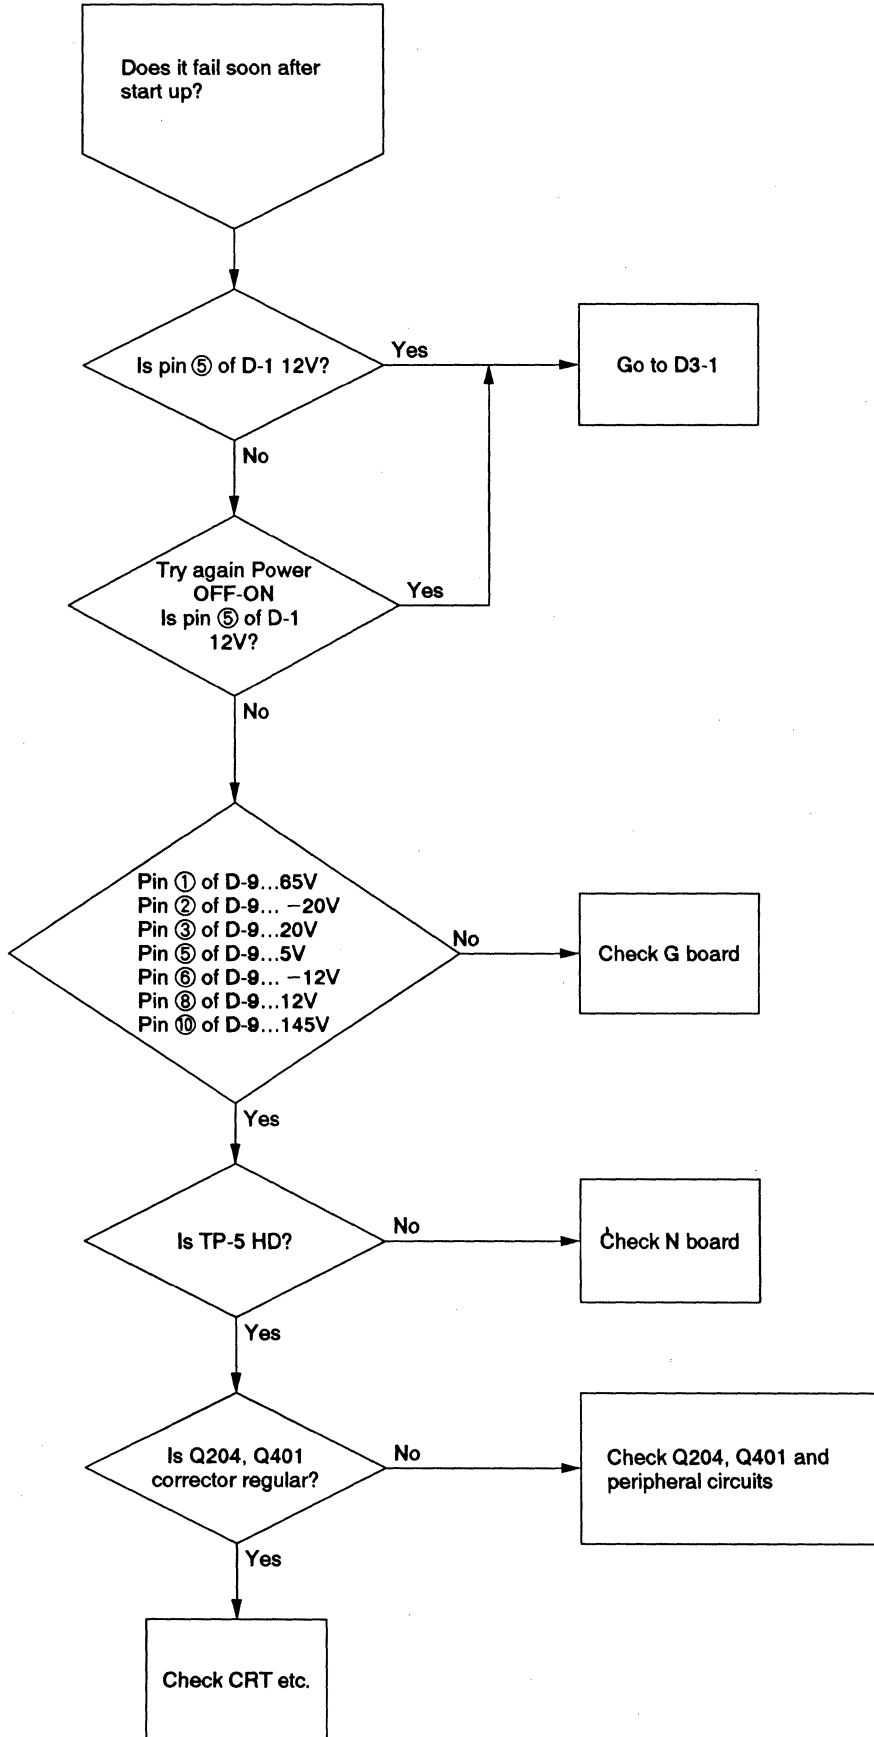 Does it fail soon after
start up?
Is pin ⑤ of D-1 12V?
Yes
Go to D3-1
No
Try again Power
OFF-ON
Is pin ⑤ of D-1
12V?
Yes
No
Pin ① of D-9...65V
Pin ② of D-9... −20V
Pin ③ of D-9...20V
Pin ⑤ of D-9...5V
Pin ⑥ of D-9... −12V
Pin ⑧ of D-9...12V
Pin ⑩ of D-9...145V
No
Check G board
Yes
Is TP-5 HD?
No
Check N board
Yes
Is Q204, Q401
corrector regular?
No
Check Q204, Q401 and
peripheral circuits
Yes
Check CRT etc.